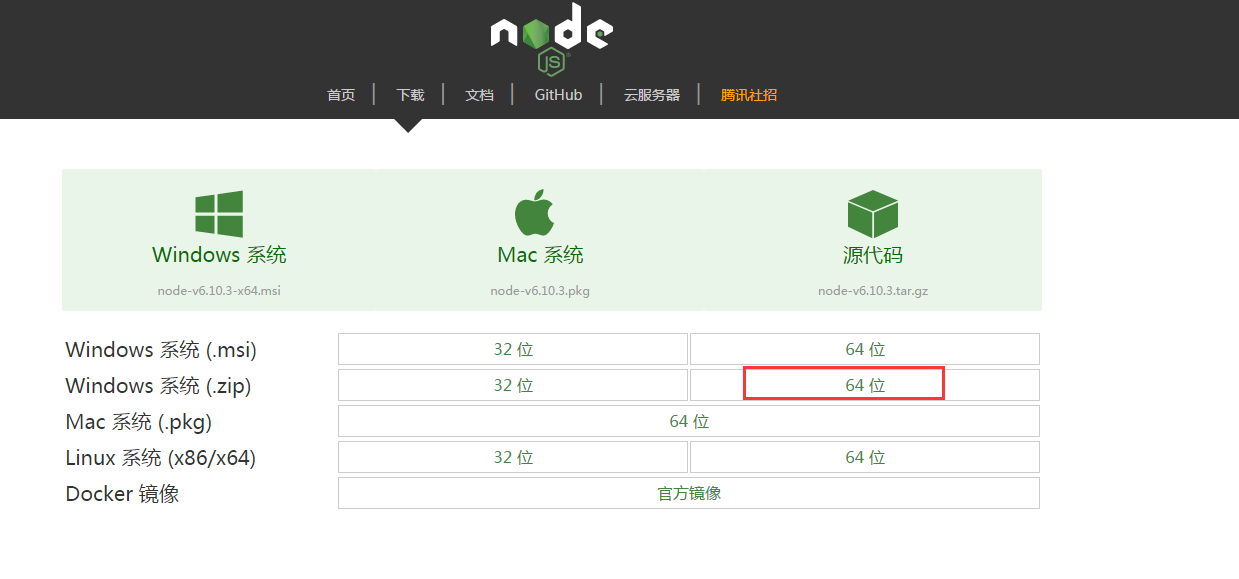 node
JS
首页 下载 文档 GitHub 云服务器 腾讯社招
Windows 系统 Mac 系统 源代码
node-v6.10.3-x64.msi node-v6.10.3.pkg node-v6.10.3.tar.gz
Windows 系统 (.msi) 32 位 64 位
Windows 系统 (.zip) 32 位 64 位
Mac 系统 (.pkg) 64 位
Linux 系统 (x86/x64) 32 位 64 位
Docker 镜像 官方镜像